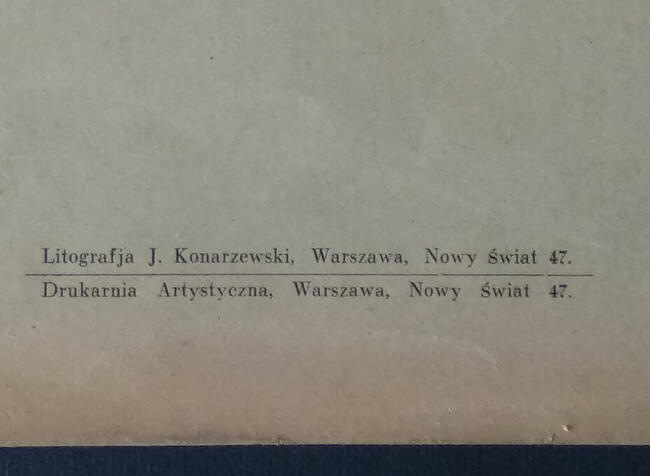 Litografja J. Konarzewski, Warszawa, Nowy Świat 47.
Drukarnia Artystyczna, Warszawa, Nowy Świat 47.